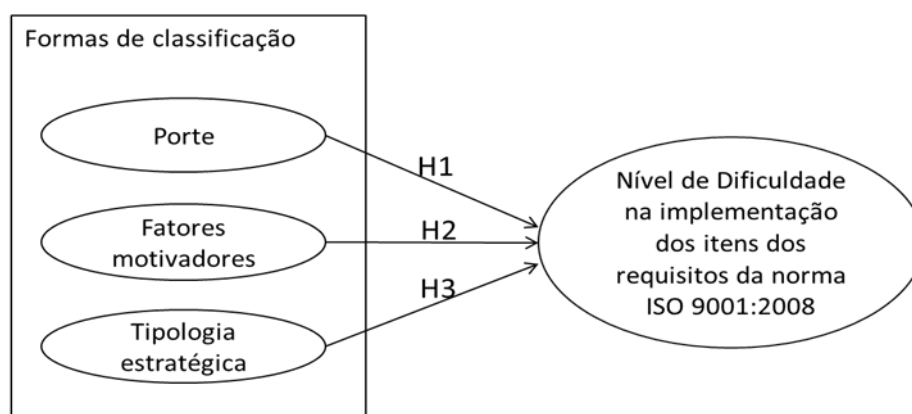 Formas de classificação
Porte
H1
Fatores
motivadores
H2
Tipologia
estratégica
H3
Nível de Dificuldade
na implementação
dos itens dos
requisitos da norma
ISO 9001:2008